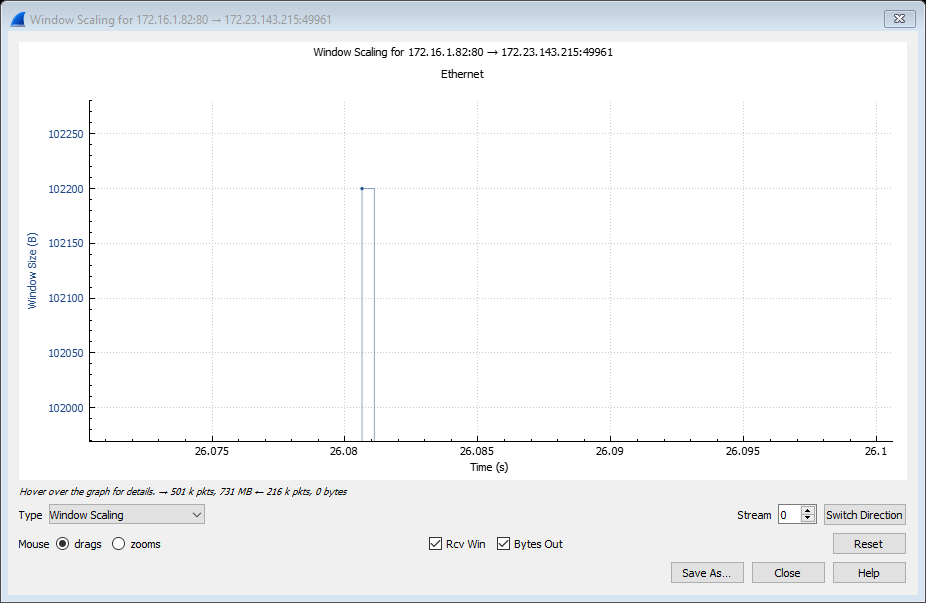 Window Scaling for 172.16.1.82:80 → 172.23.143.215:49961
Window Scaling for 172.16.1.82:80 → 172.23.143.215:49961
Ethernet
Window Size (B)
102250
102200
102150
102100
102050
102000
26.075 26.08 26.085 26.09 26.095 26.1
Time (s)
Hover over the graph for details. → 501 k pkts, 731 MB ← 216 k pkts, 0 bytes
Type Window Scaling Stream 0 Switch Direction
Mouse drags zooms Rcv Win Bytes Out Reset
Save As... Close Help